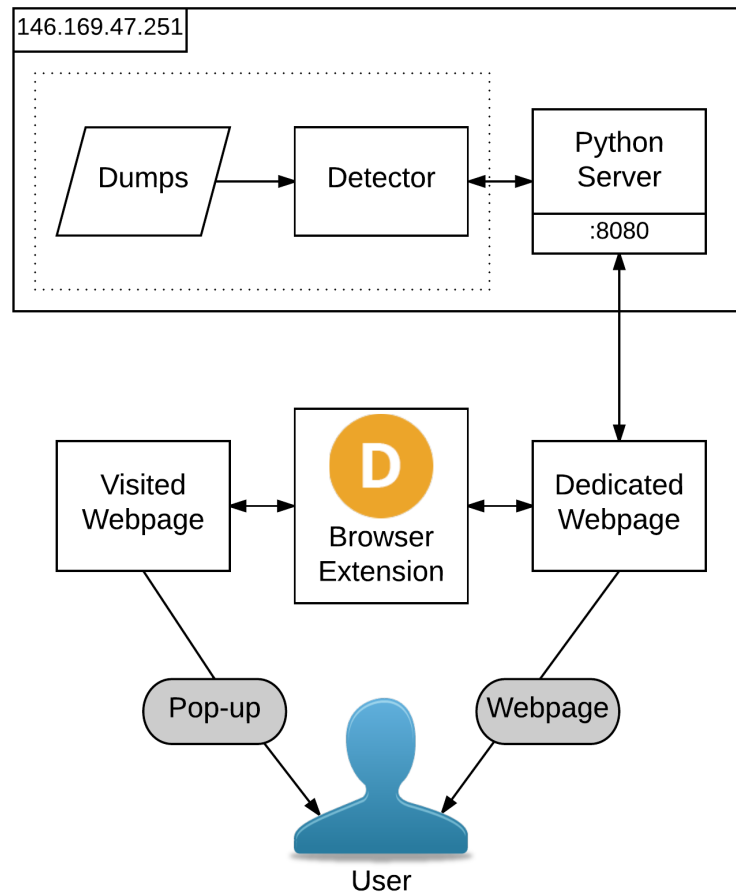 146.169.47.251
Dumps
Detector
Python
Server
:8080
Visited
Webpage
D
Browser
Extension
Dedicated
Webpage
Pop-up
Webpage
User